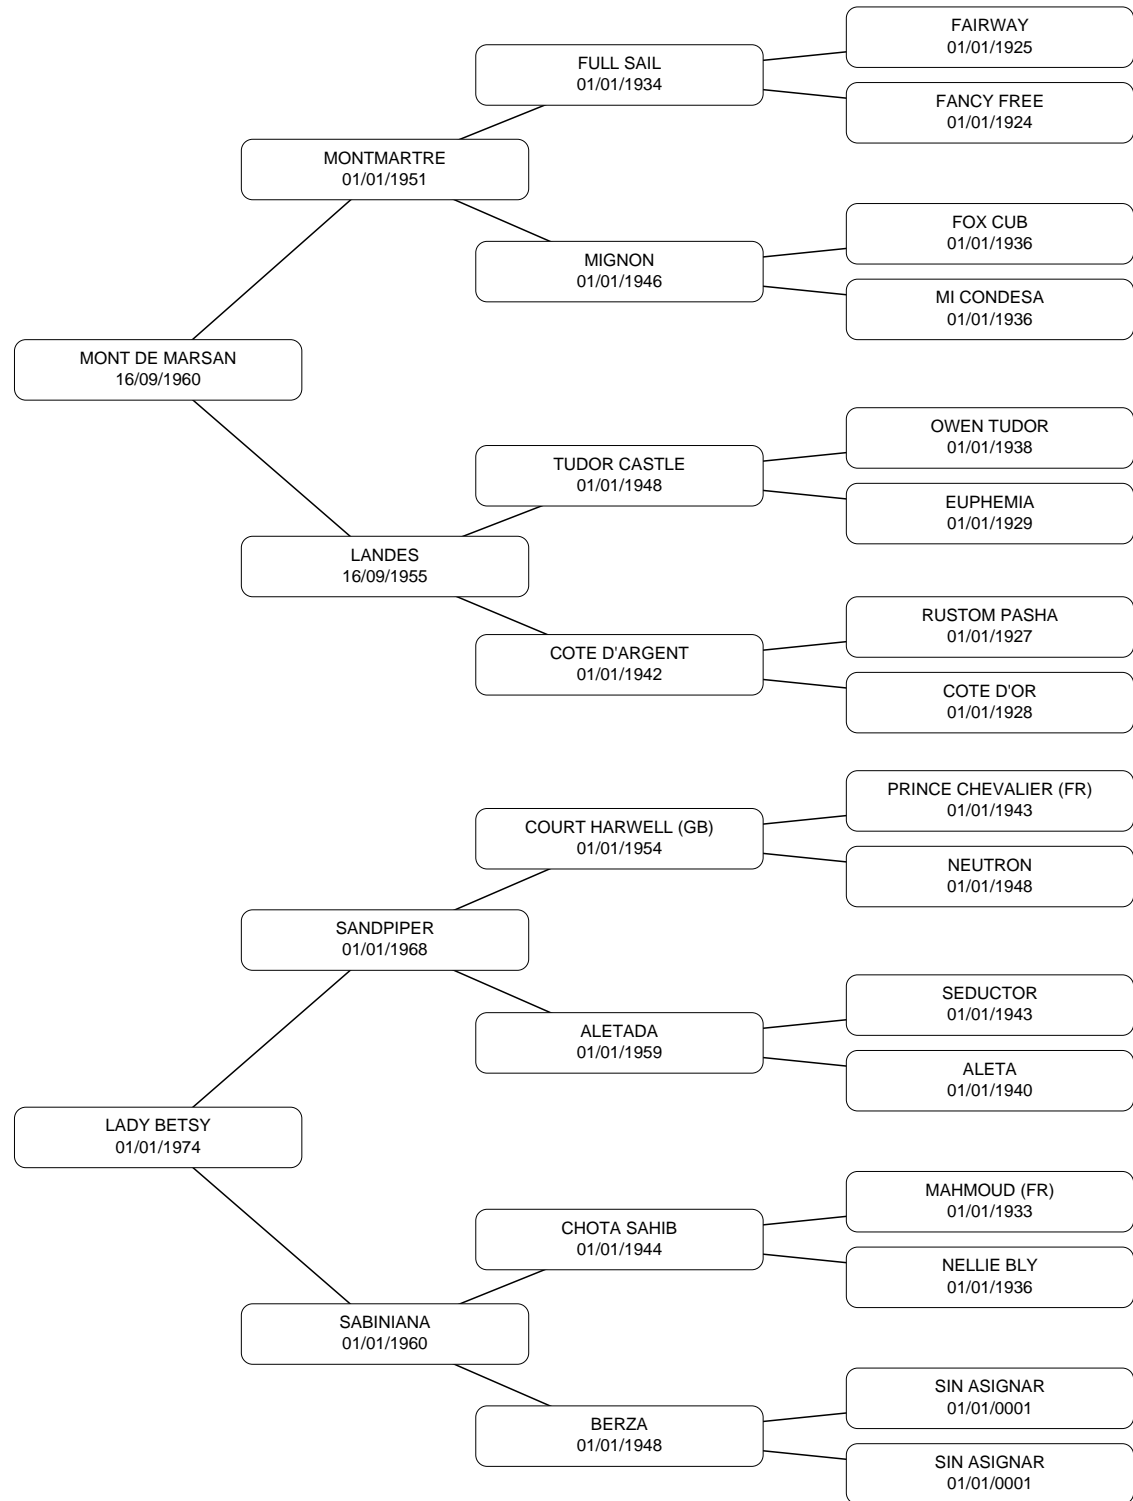 FAIRWAY
01/01/1925
FULL SAIL
01/01/1934
FANCY FREE
01/01/1924
MONTMARTRE
01/01/1951
FOX CUB
01/01/1936
MIGNON
01/01/1946
MI CONDESA
01/01/1936
MONT DE MARSAN
16/09/1960
OWEN TUDOR
01/01/1938
TUDOR CASTLE
01/01/1948
EUPHEMIA
01/01/1929
LANDES
16/09/1955
RUSTOM PASHA
01/01/1927
COTE D'ARGENT
01/01/1942
COTE D'OR
01/01/1928
PRINCE CHEVALIER (FR)
01/01/1943
COURT HARWELL (GB)
01/01/1954
NEUTRON
01/01/1948
SANDPIPER
01/01/1968
SEDUCTOR
01/01/1943
ALETADA
01/01/1959
ALETA
01/01/1940
LADY BETSY
01/01/1974
MAHMOUD (FR)
01/01/1933
CHOTA SAHIB
01/01/1944
NELLIE BLY
01/01/1936
SABINIANA
01/01/1960
SIN ASIGNAR
01/01/0001
BERZA
01/01/1948
SIN ASIGNAR
01/01/0001